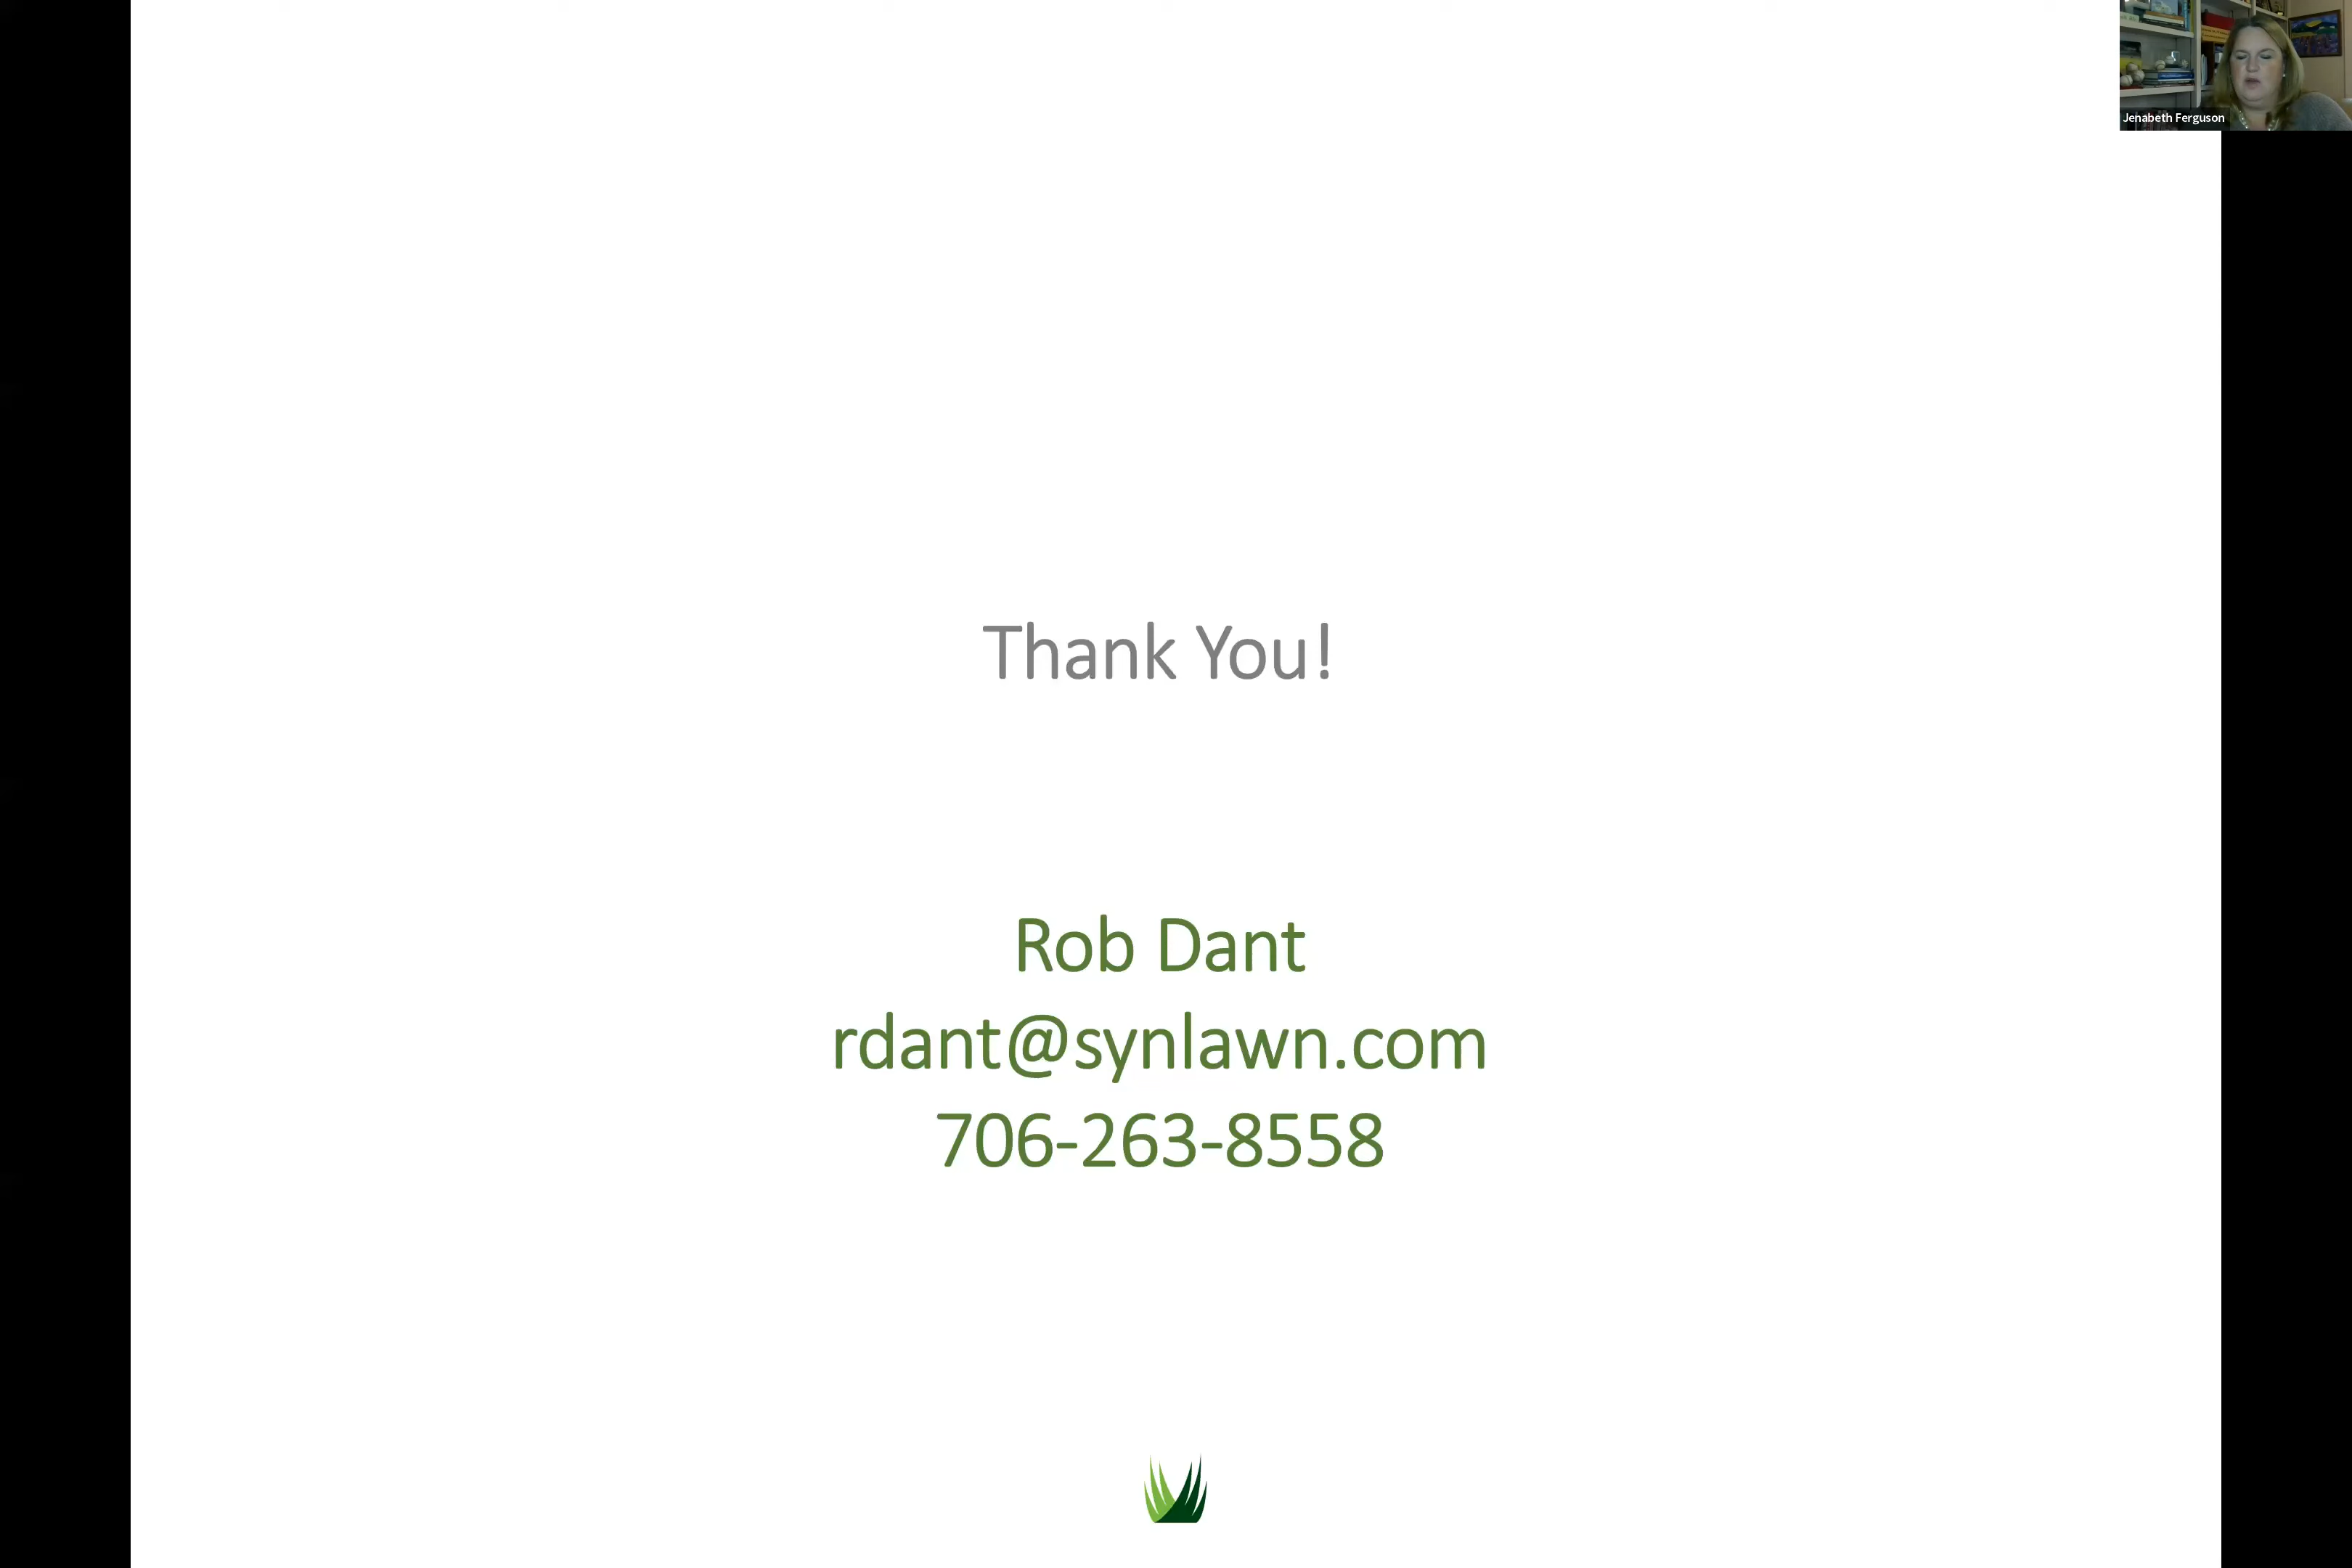 Jenabeth Ferguson
Thank You!
Rob Dant
rdant@synlawn.com
706-263-8558